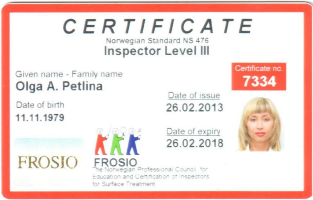 CERTIFICATE
Norwegian Standard NS 476
Inspector Level III
Certificate no.
7334
Given name - Family name
Olga A. Petlina
Date of birth
11.11.1979
Date of issue
26.02.2013
Date of expiry
26.02.2018
FROSIO
FROSIO
The Norwegian Professional Council for
Education and Certification of Inspectors
for Surface Treatment